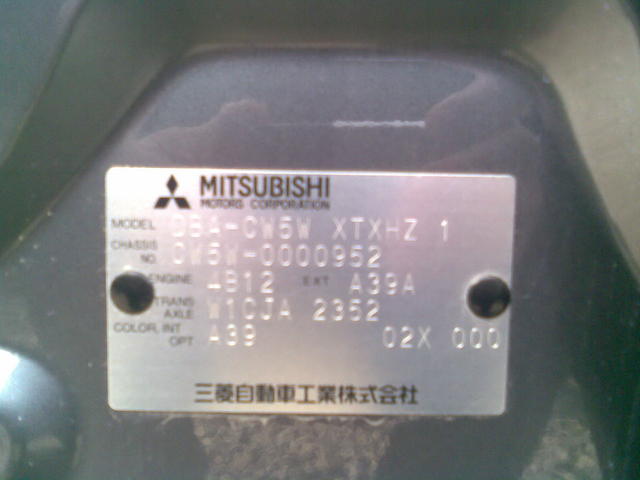 MITSUBISHI
MOTORS CORPORATION
MODEL DBA-CW5W XTXHZ 1
CHASSIS NO. CW5W-0000952
ENGINE 4B12 EXT A39A
TRANS AXLE W1CJA 2352
COLOR, INT OPT A39 02X 000
三菱自動車工業株式会社